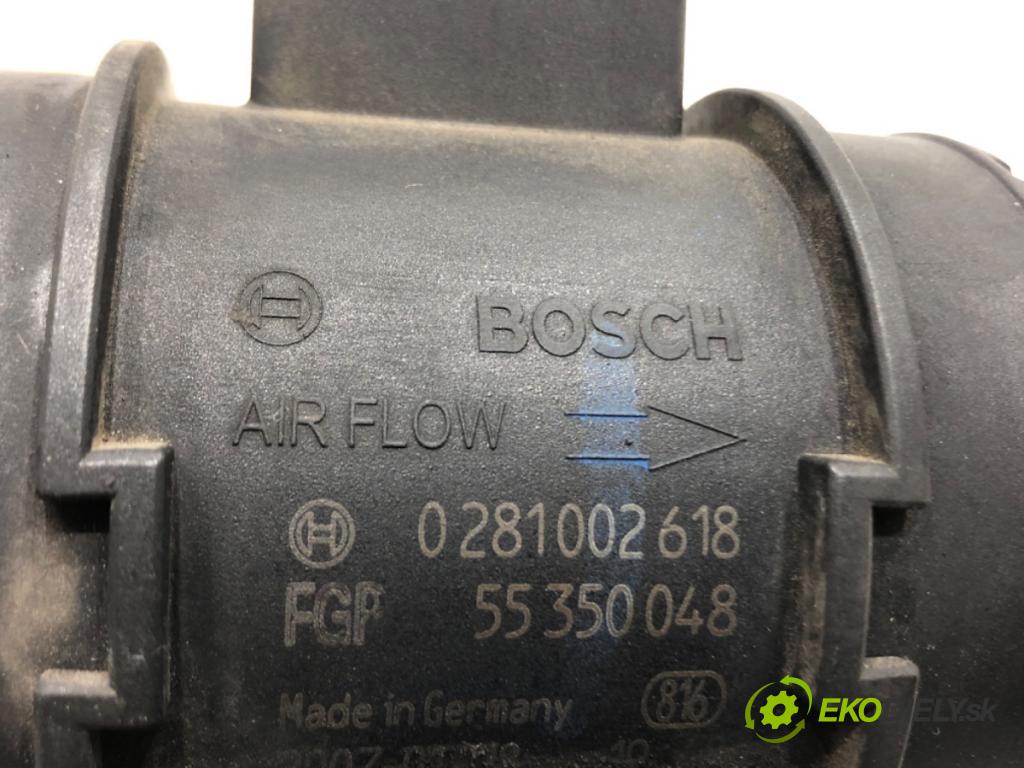 BOSCH
AIR FLOW
0 281 002 618
FGP 55 350 048
Made in Germany 816
EKO